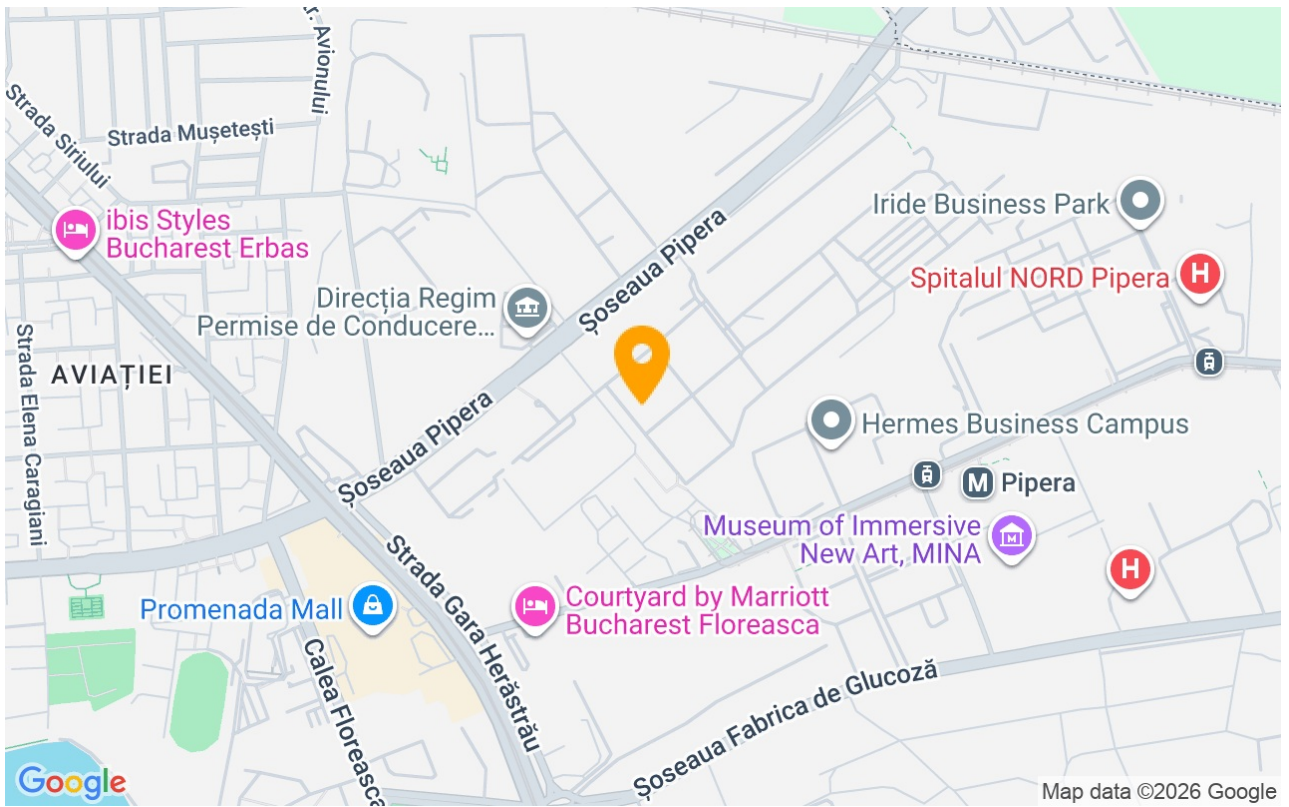 r. Avionului
Strada Siriului
Strada Mușetești
ibis Styles
Bucharest Erbas
Iride Business Park
Spitalul NORD Pipera
H
Șoseaua Pipera
Direcția Regim
Permise de Conducere...
Strada Elena Caragiani
AVIAȚIEI
Șoseaua Pipera
Hermes Business Campus
M Pipera
Museum of Immersive
New Art, MINA
H
Promenada Mall
Strada Gara Herăstrău
Courtyard by Marriott
Bucharest Floreasca
Calea Floreasca
Șoseaua Fabrica de Glucoză
Google
Map data ©2026 Google